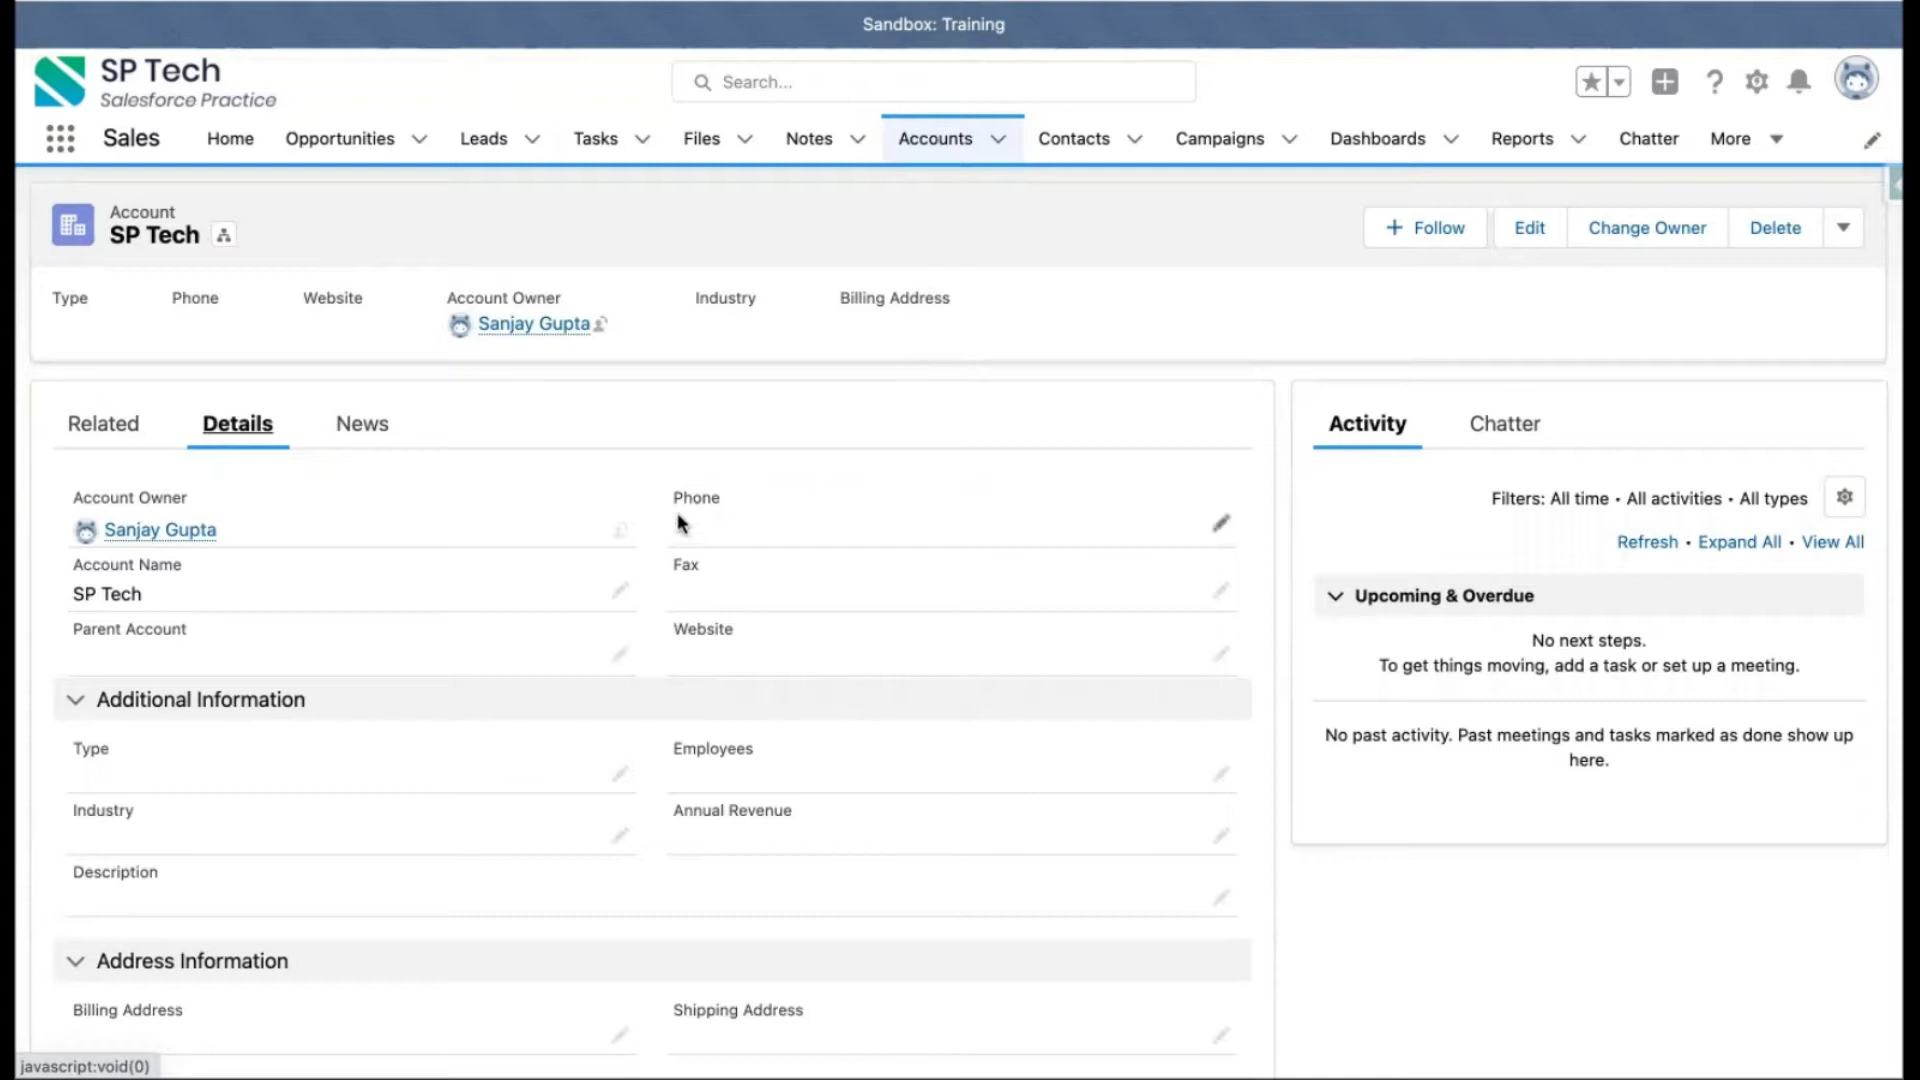 Sandbox: Training
SP Tech
Salesforce Practice
Search...
Sales
Home
Opportunities
Leads
Tasks
Files
Notes
Accounts
Contacts
Campaigns
Dashboards
Reports
Chatter
More
Account
SP Tech
Follow
Edit
Change Owner
Delete
Type
Phone
Website
Account Owner
Industry
Billing Address
Sanjay Gupta
Related
Details
News
Account Owner
Sanjay Gupta
Phone
Account Name
SP Tech
Fax
Parent Account
Website
Additional Information
Type
Employees
Industry
Annual Revenue
Description
Address Information
Billing Address
Shipping Address
Activity
Chatter
Filters: All time • All activities • All types
Refresh • Expand All • View All
Upcoming & Overdue
No next steps.
To get things moving, add a task or set up a meeting.
No past activity. Past meetings and tasks marked as done show up
here.
javascript:void(0)